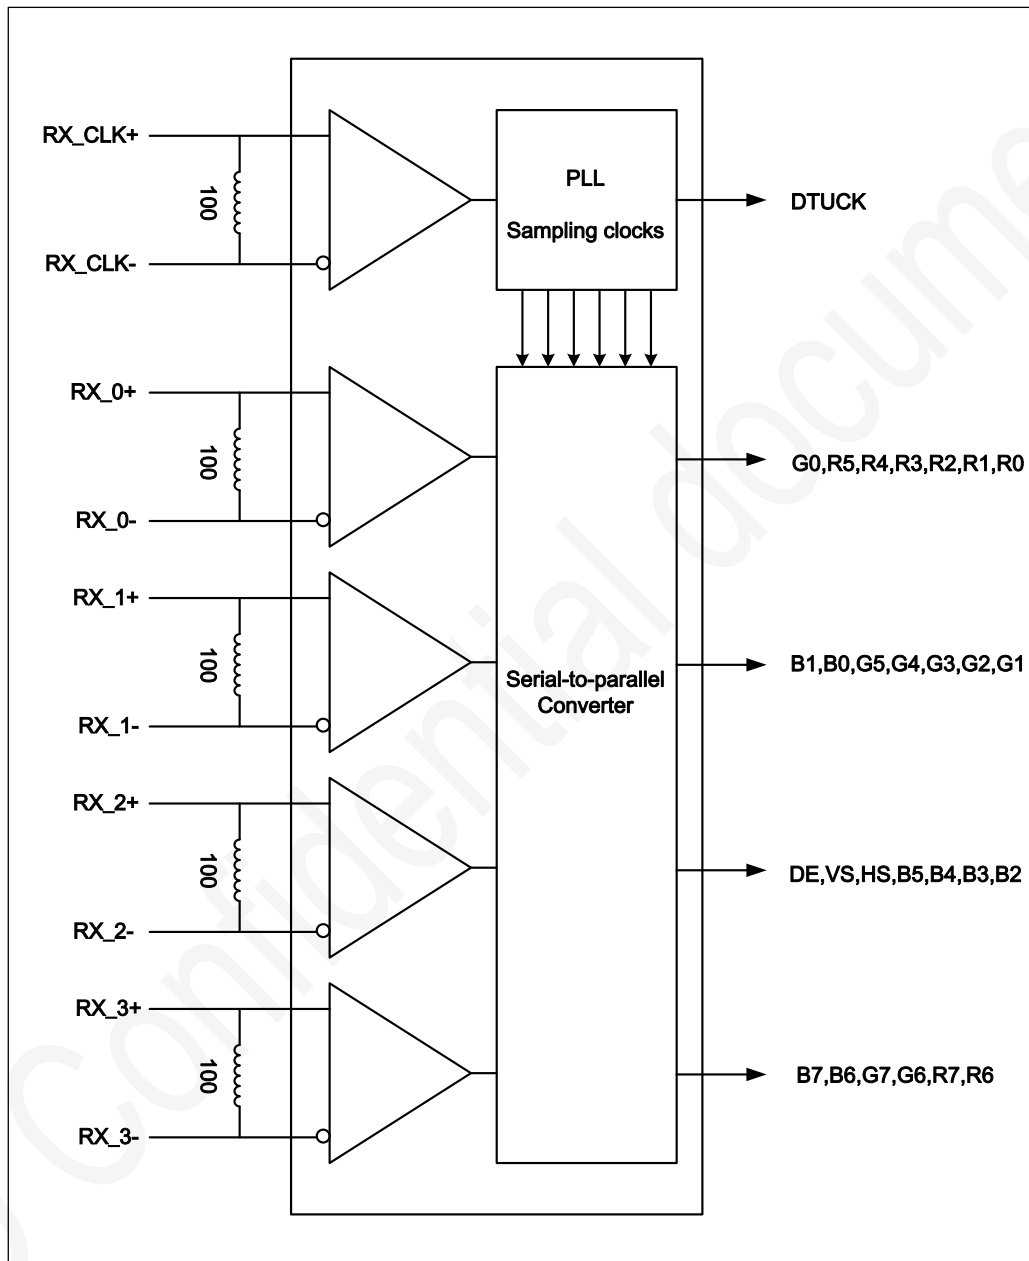 RX_CLK+
100
RX_CLK-
PLL
Sampling clocks
DTUCK
RX_0+
100
RX_0-
G0,R5,R4,R3,R2,R1,R0
RX_1+
100
RX_1-
Serial-to-parallel
Converter
B1,B0,G5,G4,G3,G2,G1
RX_2+
100
RX_2-
DE,VS,HS,B5,B4,B3,B2
RX_3+
100
RX_3-
B7,B6,G7,G6,R7,R6
Confidential docume